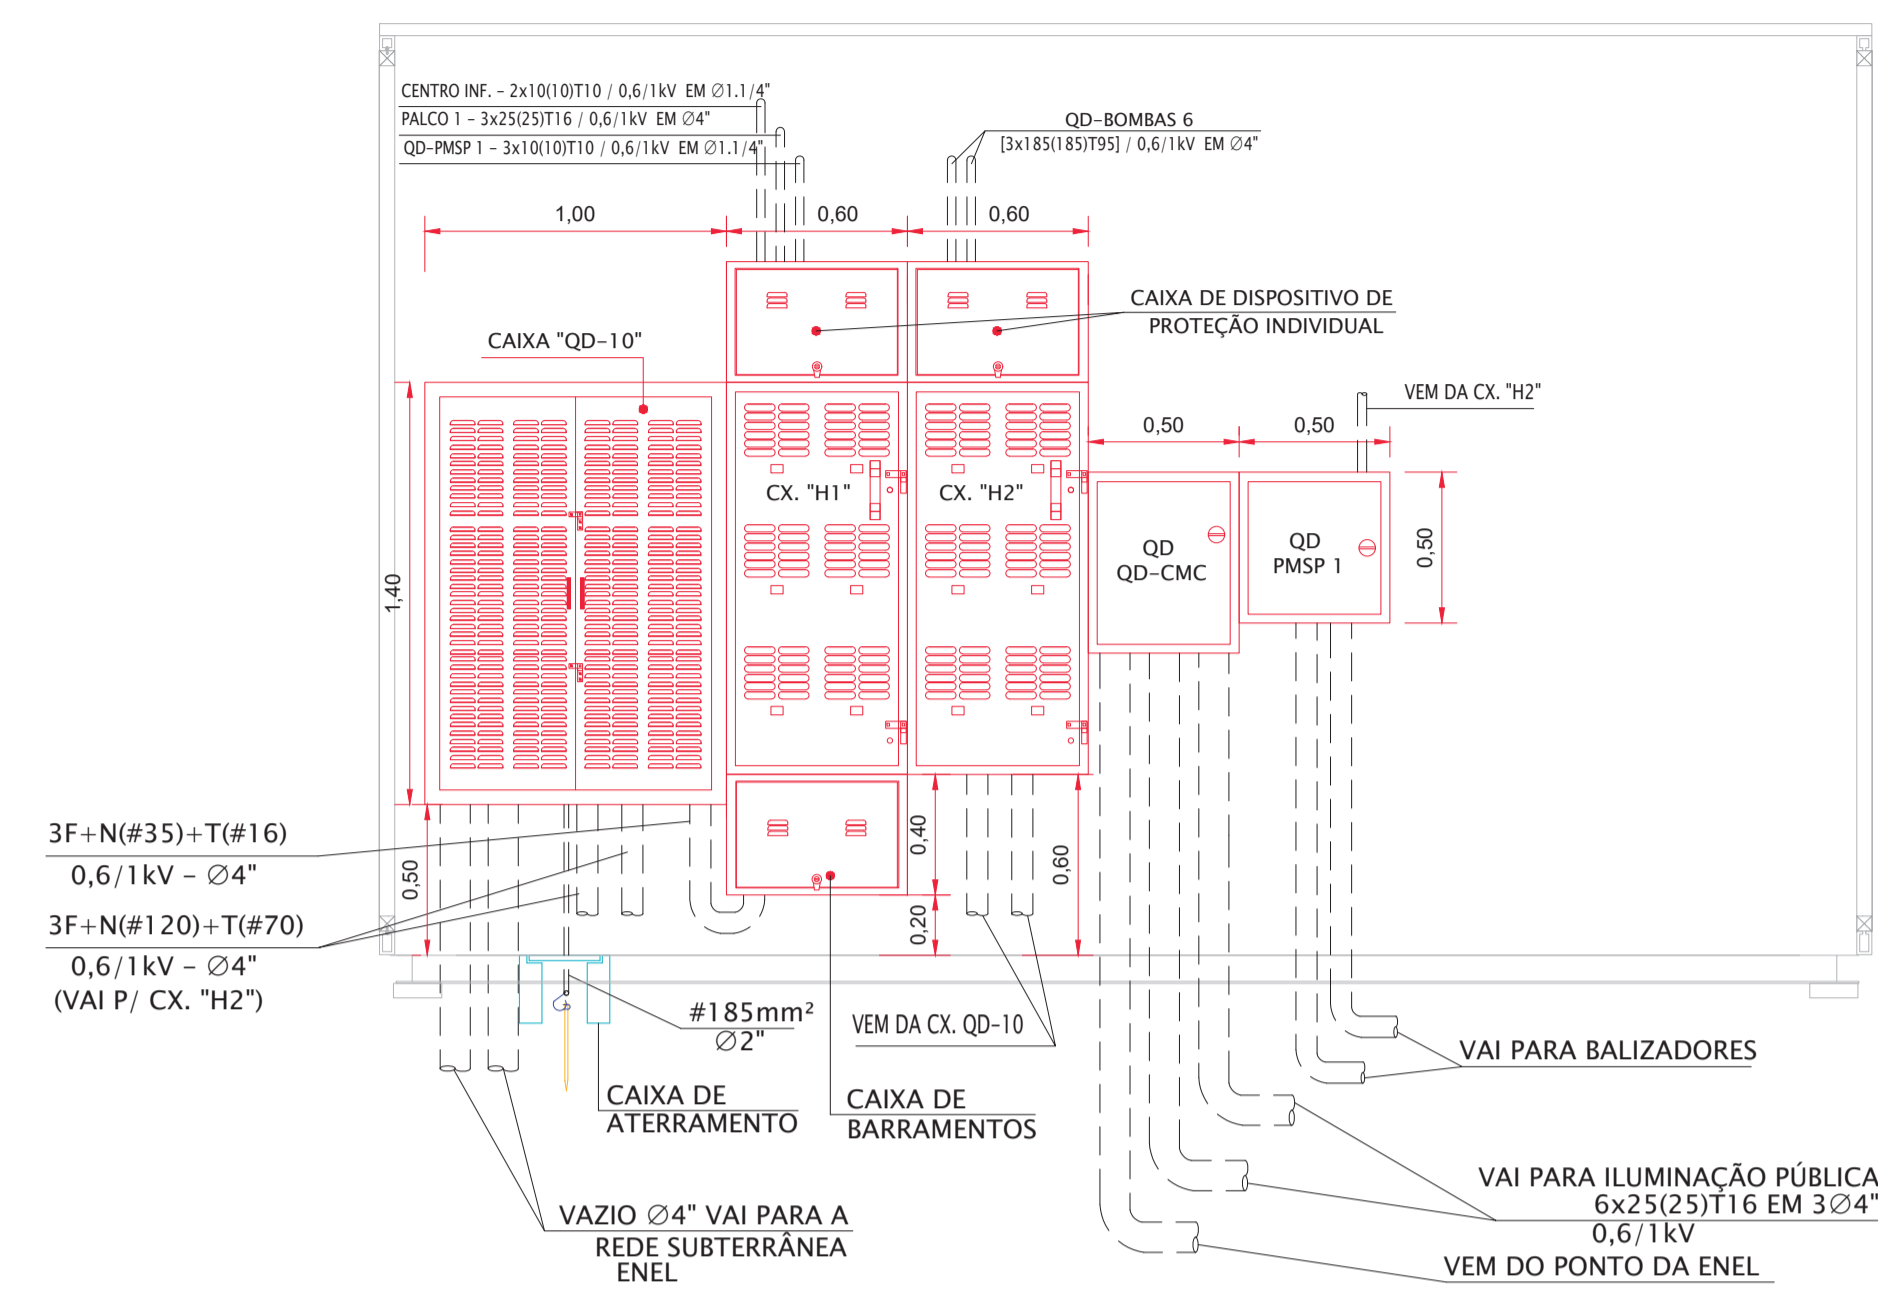 CENTRO INF. – 2x10(10)T10 / 0,6/1kV EM Ø1.1/4"
PALCO 1 – 3x25(25)T16 / 0,6/1kV EM Ø4"
QD–PMSP 1 – 3x10(10)T10 / 0,6/1kV EM Ø1.1/4"
QD–BOMBAS 6
[3x185(185)T95] / 0,6/1kV EM Ø4"
1,00
0,60
0,60
CAIXA DE DISPOSITIVO DE
PROTEÇÃO INDIVIDUAL
CAIXA "QD–10"
VEM DA CX. "H2"
0,50
0,50
CX. "H1"
CX. "H2"
QD
QD–CMC
QD
PMSP 1
0,50
1,40
3F+N(#35)+T(#16)
0,6/1kV – Ø4"
3F+N(#120)+T(#70)
0,6/1kV – Ø4"
(VAI P/ CX. "H2")
0,50
0,40
0,60
0,20
#185mm²
Ø2"
VEM DA CX. QD–10
CAIXA DE
ATERRAMENTO
CAIXA DE
BARRAMENTOS
VAI PARA BALIZADORES
VAZIO Ø4" VAI PARA A
REDE SUBTERRÂNEA
ENEL
VAI PARA ILUMINAÇÃO PÚBLICA
6x25(25)T16 EM 3Ø4"
0,6/1kV
VEM DO PONTO DA ENEL